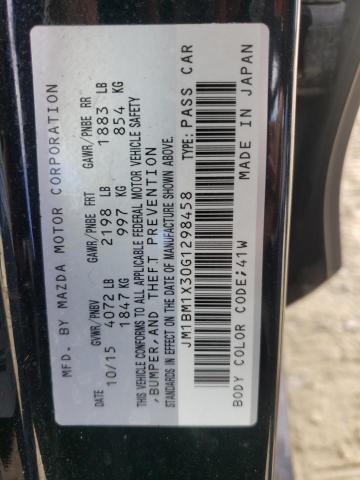 MFD. BY MAZDA MOTOR CORPORATION
GVWR/PNBV GAWR/PNBE FRT GAWR/PNBE RR
DATE 4072 LB 2198 LB 1883 LB
10/15 1847 KG 997 KG 854 KG
THIS VEHICLE CONFORMS TO ALL APPLICABLE FEDERAL MOTOR VEHICLE SAFETY
,BUMPER,AND THEFT PREVENTION
STANDARDS IN EFFECT ON THE DATE OF MANUFACTURE SHOWN ABOVE.
JM1BM1X30G1298458 TYPE: PASS CAR
BODY COLOR CODE;41W MADE IN JAPAN